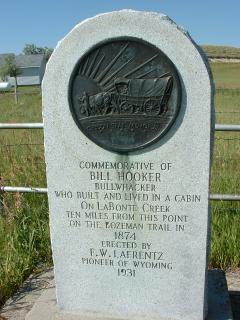 COMMEMORATIVE OF
BILL HOOKER
BULLWHACKER
WHO BUILT AND LIVED IN A CABIN
ON LABONTE CREEK
TEN MILES FROM THIS POINT
ON THE BOZEMAN TRAIL IN
1874
ERECTED BY
F. W. LAFRENTZ
PIONEER OF WYOMING
1931